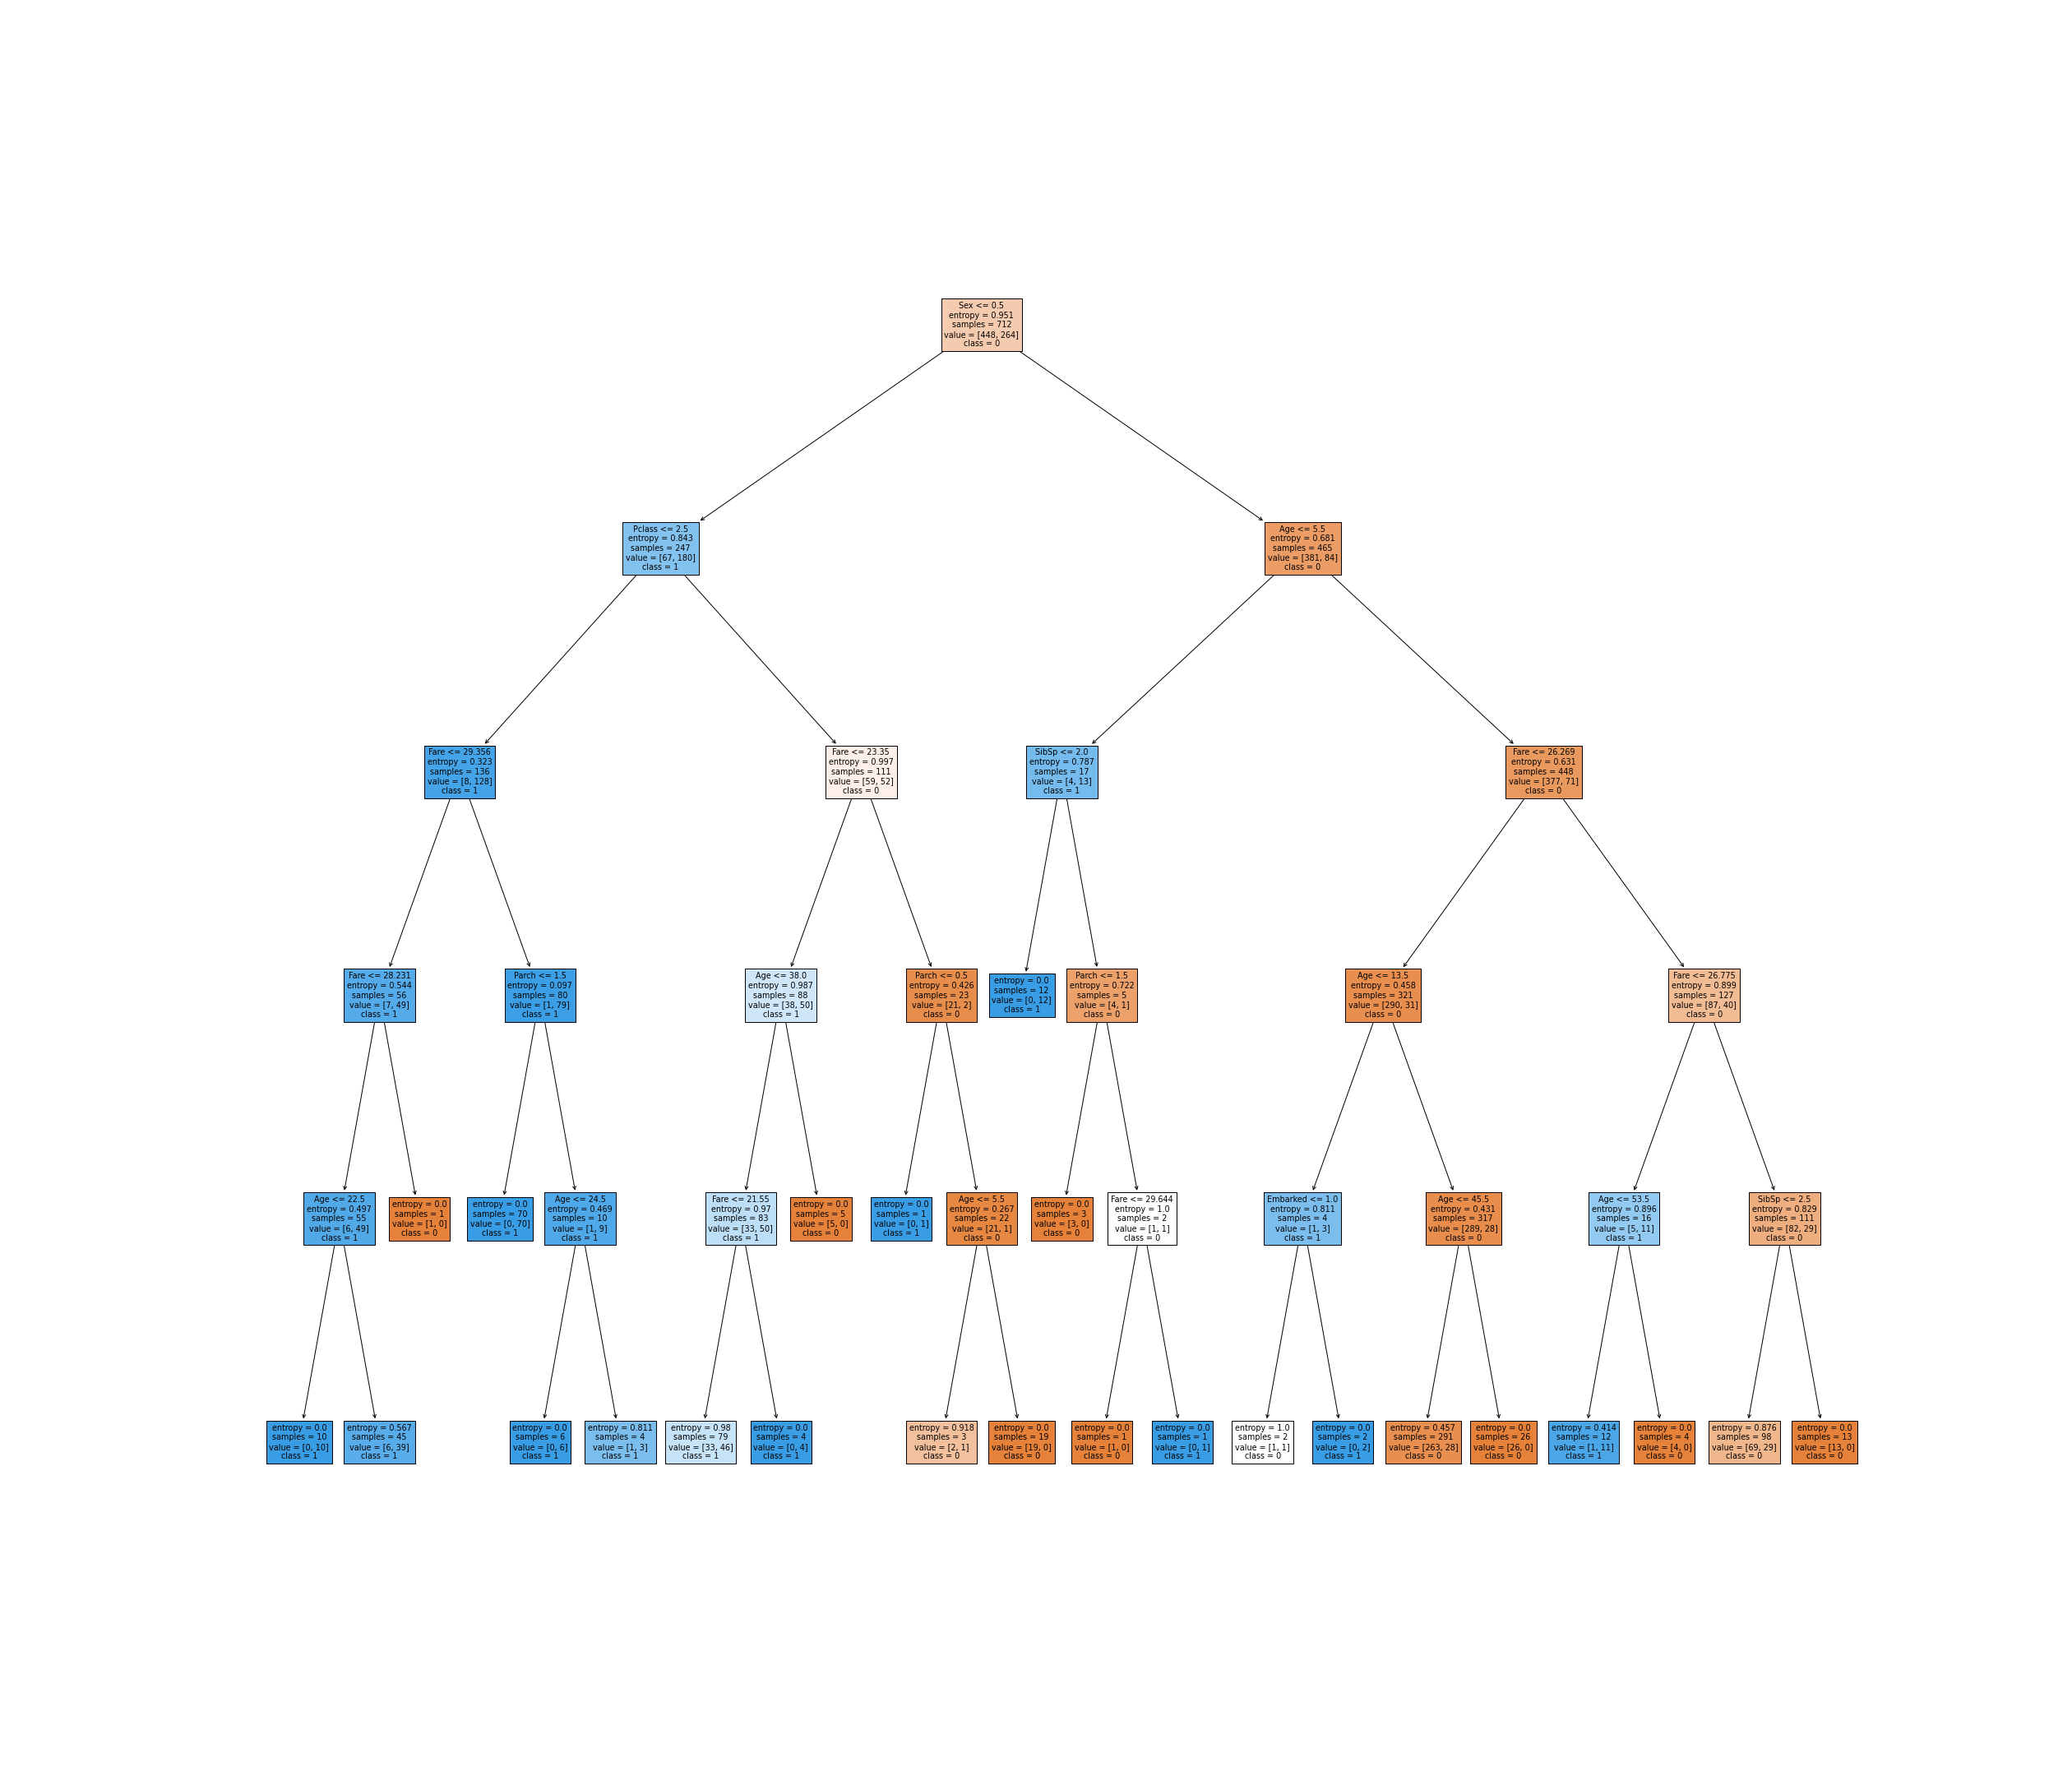 Sex <= 0.5
entropy = 0.951
samples = 712
value = [448, 264]
class = 0
Pclass <= 2.5
entropy = 0.843
samples = 247
value = [67, 180]
class = 1
Age <= 5.5
entropy = 0.681
samples = 465
value = [381, 84]
class = 0
Fare <= 29.356
entropy = 0.323
samples = 136
value = [8, 128]
class = 1
Fare <= 23.35
entropy = 0.997
samples = 111
value = [59, 52]
class = 0
SibSp <= 2.0
entropy = 0.787
samples = 17
value = [4, 13]
class = 1
Fare <= 26.269
entropy = 0.631
samples = 448
value = [377, 71]
class = 0
Fare <= 28.231
entropy = 0.544
samples = 56
value = [7, 49]
class = 1
Parch <= 1.5
entropy = 0.097
samples = 80
value = [1, 79]
class = 1
Age <= 38.0
entropy = 0.987
samples = 88
value = [38, 50]
class = 1
Parch <= 0.5
entropy = 0.426
samples = 23
value = [21, 2]
class = 0
entropy = 0.0
samples = 12
value = [0, 12]
class = 1
Parch <= 1.5
entropy = 0.722
samples = 5
value = [4, 1]
class = 0
Age <= 13.5
entropy = 0.458
samples = 321
value = [290, 31]
class = 0
Fare <= 26.775
entropy = 0.899
samples = 127
value = [87, 40]
class = 0
Age <= 22.5
entropy = 0.497
samples = 55
value = [6, 49]
class = 1
entropy = 0.0
samples = 1
value = [1, 0]
class = 0
entropy = 0.0
samples = 70
value = [0, 70]
class = 1
Age <= 24.5
entropy = 0.469
samples = 10
value = [1, 9]
class = 1
Fare <= 21.55
entropy = 0.97
samples = 83
value = [33, 50]
class = 1
entropy = 0.0
samples = 5
value = [5, 0]
class = 0
entropy = 0.0
samples = 1
value = [0, 1]
class = 1
Age <= 5.5
entropy = 0.267
samples = 22
value = [21, 1]
class = 0
entropy = 0.0
samples = 3
value = [3, 0]
class = 0
Fare <= 29.644
entropy = 1.0
samples = 2
value = [1, 1]
class = 0
Embarked <= 1.0
entropy = 0.811
samples = 4
value = [1, 3]
class = 1
Age <= 45.5
entropy = 0.431
samples = 317
value = [289, 28]
class = 0
Age <= 53.5
entropy = 0.896
samples = 16
value = [5, 11]
class = 1
SibSp <= 2.5
entropy = 0.829
samples = 111
value = [82, 29]
class = 0
entropy = 0.0
samples = 10
value = [0, 10]
class = 1
entropy = 0.567
samples = 45
value = [6, 39]
class = 1
entropy = 0.0
samples = 6
value = [0, 6]
class = 1
entropy = 0.811
samples = 4
value = [1, 3]
class = 1
entropy = 0.98
samples = 79
value = [33, 46]
class = 1
entropy = 0.0
samples = 4
value = [0, 4]
class = 1
entropy = 0.918
samples = 3
value = [2, 1]
class = 0
entropy = 0.0
samples = 19
value = [19, 0]
class = 0
entropy = 0.0
samples = 1
value = [1, 0]
class = 0
entropy = 0.0
samples = 1
value = [0, 1]
class = 1
entropy = 1.0
samples = 2
value = [1, 1]
class = 0
entropy = 0.0
samples = 2
value = [0, 2]
class = 1
entropy = 0.457
samples = 291
value = [263, 28]
class = 0
entropy = 0.0
samples = 26
value = [26, 0]
class = 0
entropy = 0.414
samples = 12
value = [1, 11]
class = 1
entropy = 0.0
samples = 4
value = [4, 0]
class = 0
entropy = 0.876
samples = 98
value = [69, 29]
class = 0
entropy = 0.0
samples = 13
value = [13, 0]
class = 0